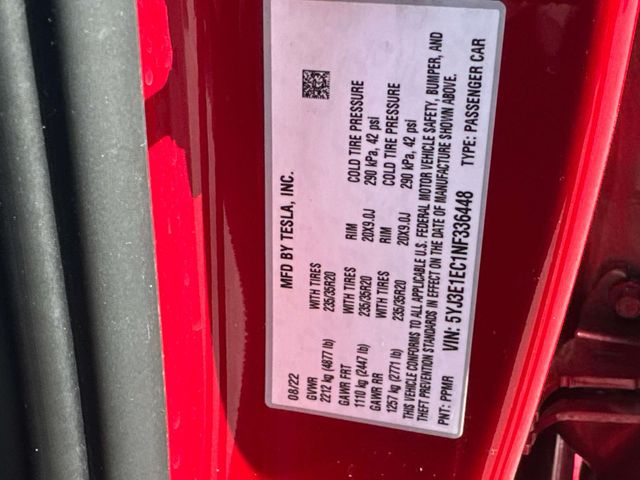 MFD BY TESLA, INC.
08/22
GVWR
2212 kg (4877 lb) WITH TIRES 235/35R20 RIM 20X9.0J COLD TIRE PRESSURE 290 kPa, 42 psi
GAWR FRT
1110 kg (2447 lb) WITH TIRES 235/35R20 RIM 20X9.0J COLD TIRE PRESSURE 290 kPa, 42 psi
GAWR RR
1257 kg (2771 lb) WITH TIRES 235/35R20
THIS VEHICLE CONFORMS TO ALL APPLICABLE U.S. FEDERAL MOTOR VEHICLE SAFETY, BUMPER, AND
THEFT PREVENTION STANDARDS IN EFFECT ON THE DATE OF MANUFACTURE SHOWN ABOVE.
PNT: PPMR VIN: 5YJ3E1EC1NF336448 TYPE: PASSENGER CAR